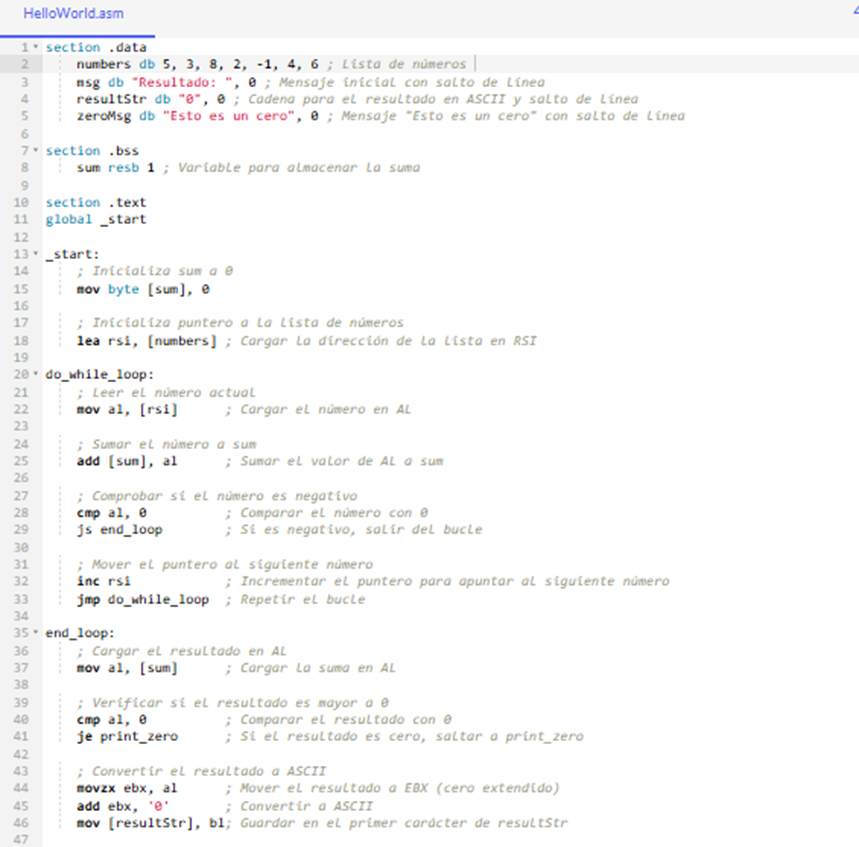 HelloWorld.asm
1 section .data
2 numbers db 5, 3, 8, 2, -1, 4, 6 ; Lista de números
3 msg db "Resultado: ", 0 ; Mensaje inicial con salto de línea
4 resultStr db "0", 0 ; Cadena para el resultado en ASCII y salto de línea
5 zeroMsg db "Esto es un cero", 0 ; Mensaje "Esto es un cero" con salto de línea
6
7 section .bss
8 sum resb 1 ; Variable para almacenar la suma
9
10 section .text
11 global _start
12
13 _start:
14 ; Inicializa sum a 0
15 mov byte [sum], 0
16
17 ; Inicializa puntero a la lista de números
18 lea rsi, [numbers] ; Cargar la dirección de la lista en RSI
19
20 do_while_loop:
21 ; Leer el número actual
22 mov al, [rsi] ; Cargar el número en AL
23
24 ; Sumar el número a sum
25 add [sum], al ; Sumar el valor de AL a sum
26
27 ; Comprobar si el número es negativo
28 cmp al, 0 ; Comparar el número con 0
29 js end_loop ; Si es negativo, salir del bucle
30
31 ; Mover el puntero al siguiente número
32 inc rsi ; Incrementar el puntero para apuntar al siguiente número
33 jmp do_while_loop ; Repetir el bucle
34
35 end_loop:
36 ; Cargar el resultado en AL
37 mov al, [sum] ; Cargar la suma en AL
38
39 ; Verificar si el resultado es mayor a 0
40 cmp al, 0 ; Comparar el resultado con 0
41 je print_zero ; Si el resultado es cero, saltar a print_zero
42
43 ; Convertir el resultado a ASCII
44 movzx ebx, al ; Mover el resultado a EBX (cero extendido)
45 add ebx, '0' ; Convertir a ASCII
46 mov [resultStr], bl; Guardar en el primer carácter de resultStr
47